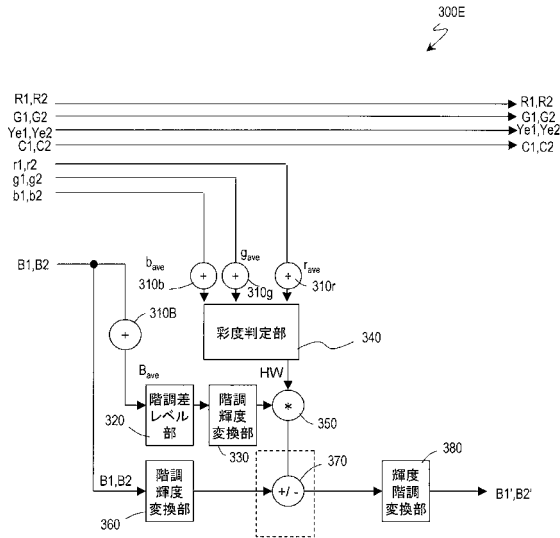 300E
R1,R2
R1,R2
G1,G2
G1,G2
Ye1,Ye2
Ye1,Ye2
C1,C2
C1,C2
r1,r2
g1,g2
b1,b2
B1,B2
bave
gave
rave
+
+
+
310b
310g
310r
+
310B
彩度判定部
340
HW
Bave
階調差
レベル
部
320
階調
輝度
変換部
330
*
350
380
B1,B2
階調
輝度
変換部
360
370
+/ -
輝度
階調
変換部
B1',B2'